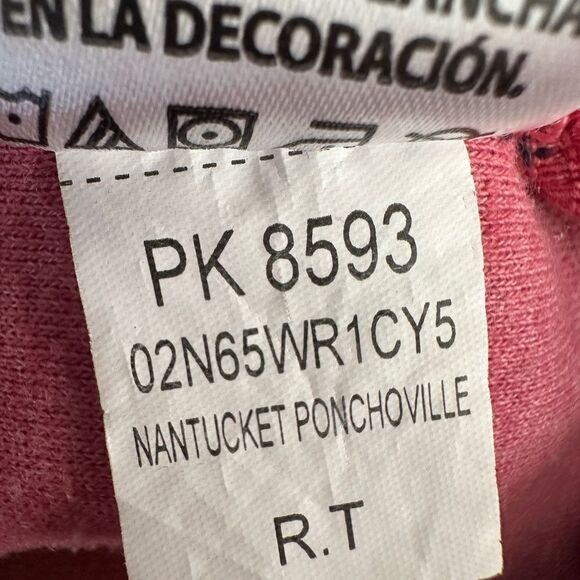 EN LA DECORACIÓN.
PK 8593
02N65WR1CY5
NANTUCKET PONCHOVILLE
R.T